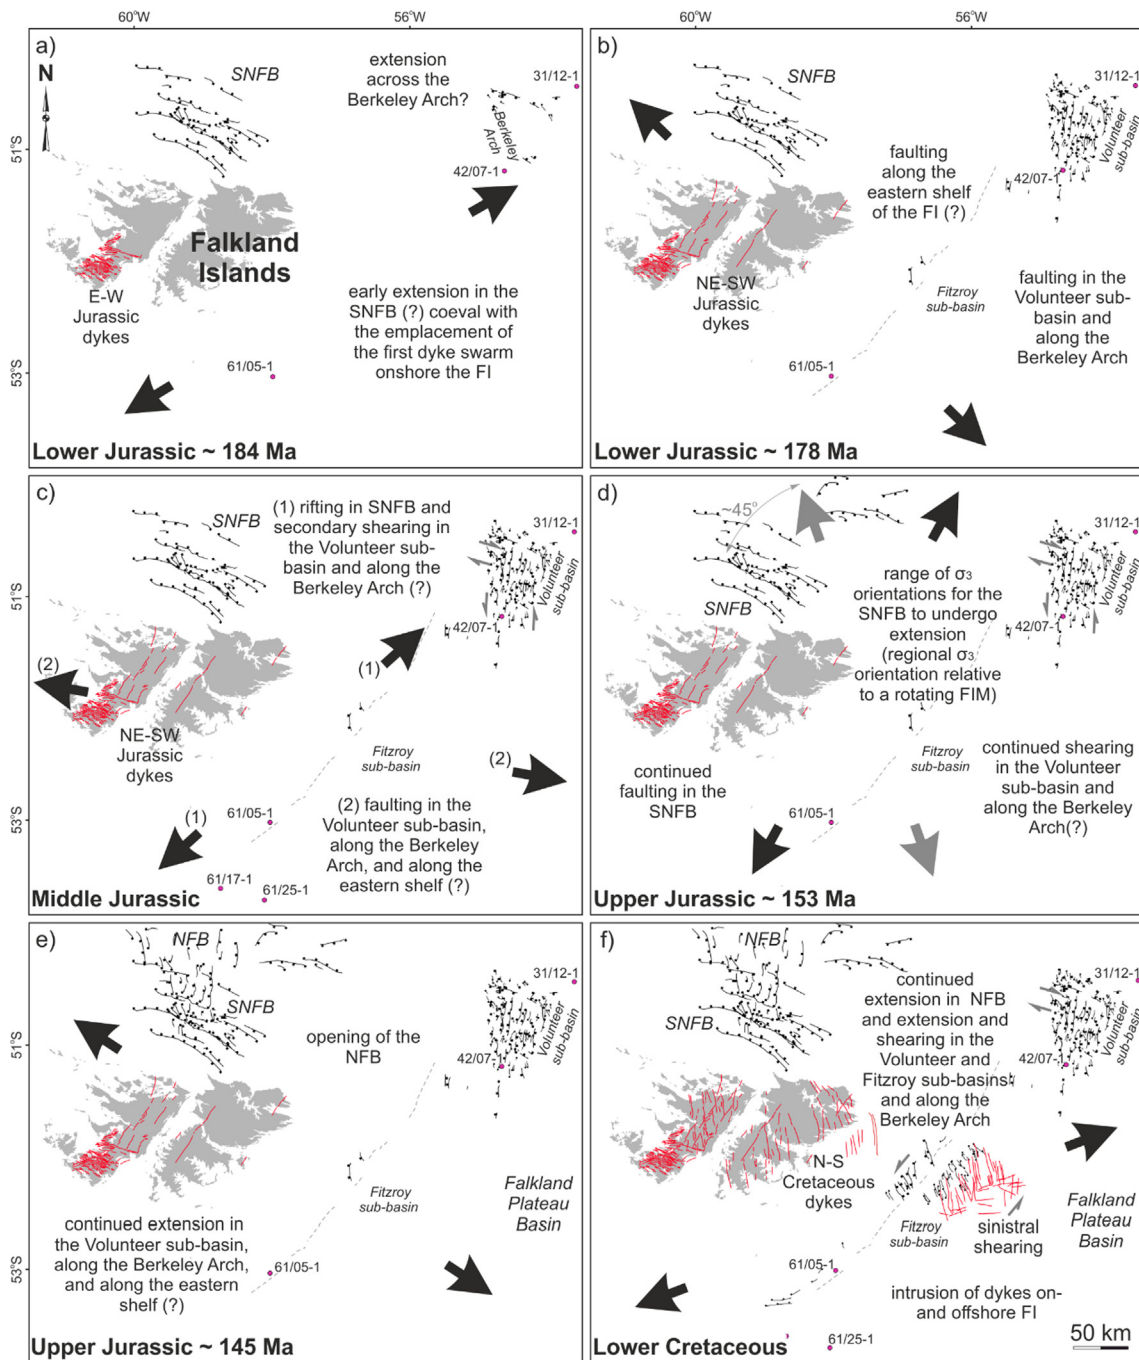 60°W
56°W
60°W
56°W
a)
N
SNFB
extension
across the
Berkeley Arch?
31/12-1
Berkeley
Arch
51°S
42/07-1
Falkland
Islands
E-W
Jurassic
dykes
early extension in the
SNFB (?) coeval with
the emplacement of
the first dyke swarm
onshore the FI
53°S
61/05-1
Lower Jurassic ~ 184 Ma
b)
SNFB
31/12-1
Volunteer
sub-basin
faulting
along the
eastern shelf
of the FI (?)
42/07-1
NE-SW
Jurassic
dykes
Fitzroy
sub-basin
faulting in the
Volunteer sub-
basin and
along the
Berkeley Arch
61/05-1
Lower Jurassic ~ 178 Ma
c)
SNFB
(1) rifting in SNFB and
secondary shearing in
the Volunteer sub-
basin and along the
Berkeley Arch (?)
31/12-1
Volunteer
sub-basin
51°S
42/07-1
(2)
(1)
NE-SW
Jurassic
dykes
Fitzroy
sub-basin
(2)
53°S
(1)
61/05-1
(2) faulting in the
Volunteer sub-basin,
along the Berkeley
Arch, and along the
eastern shelf (?)
61/17-1
61/25-1
Middle Jurassic
d)
~45°
31/12-1
range of σ3
orientations for the
SNFB to undergo
extension
(regional σ3
orientation relative
to a rotating FIM)
Volunteer
sub-basin
SNFB
42/07-1
Fitzroy
sub-basin
continued
faulting in the
SNFB
continued shearing
in the Volunteer
sub-basin and
along the Berkeley
Arch(?)
61/05-1
Upper Jurassic ~ 153 Ma
e)
NFB
SNFB
31/12-1
Volunteer
sub-basin
opening of the
NFB
51°S
42/07-1
Fitzroy
sub-basin
Falkland
Plateau
Basin
continued extension in
the Volunteer sub-basin,
along the Berkeley Arch,
and along the eastern
shelf (?)
53°S
61/05-1
Upper Jurassic ~ 145 Ma
f)
NFB
SNFB
continued
extension in NFB
and extension and
shearing in the
Volunteer and
Fitzroy sub-basins
and along the
Berkeley Arch
31/12-1
Volunteer
sub-basin
42/07-1
N-S
Cretaceous
dykes
Fitzroy
sub-basin
sinistral
shearing
Falkland
Plateau
Basin
61/05-1
intrusion of dykes on-
and offshore FI
61/25-1
50 km
Lower Cretaceous